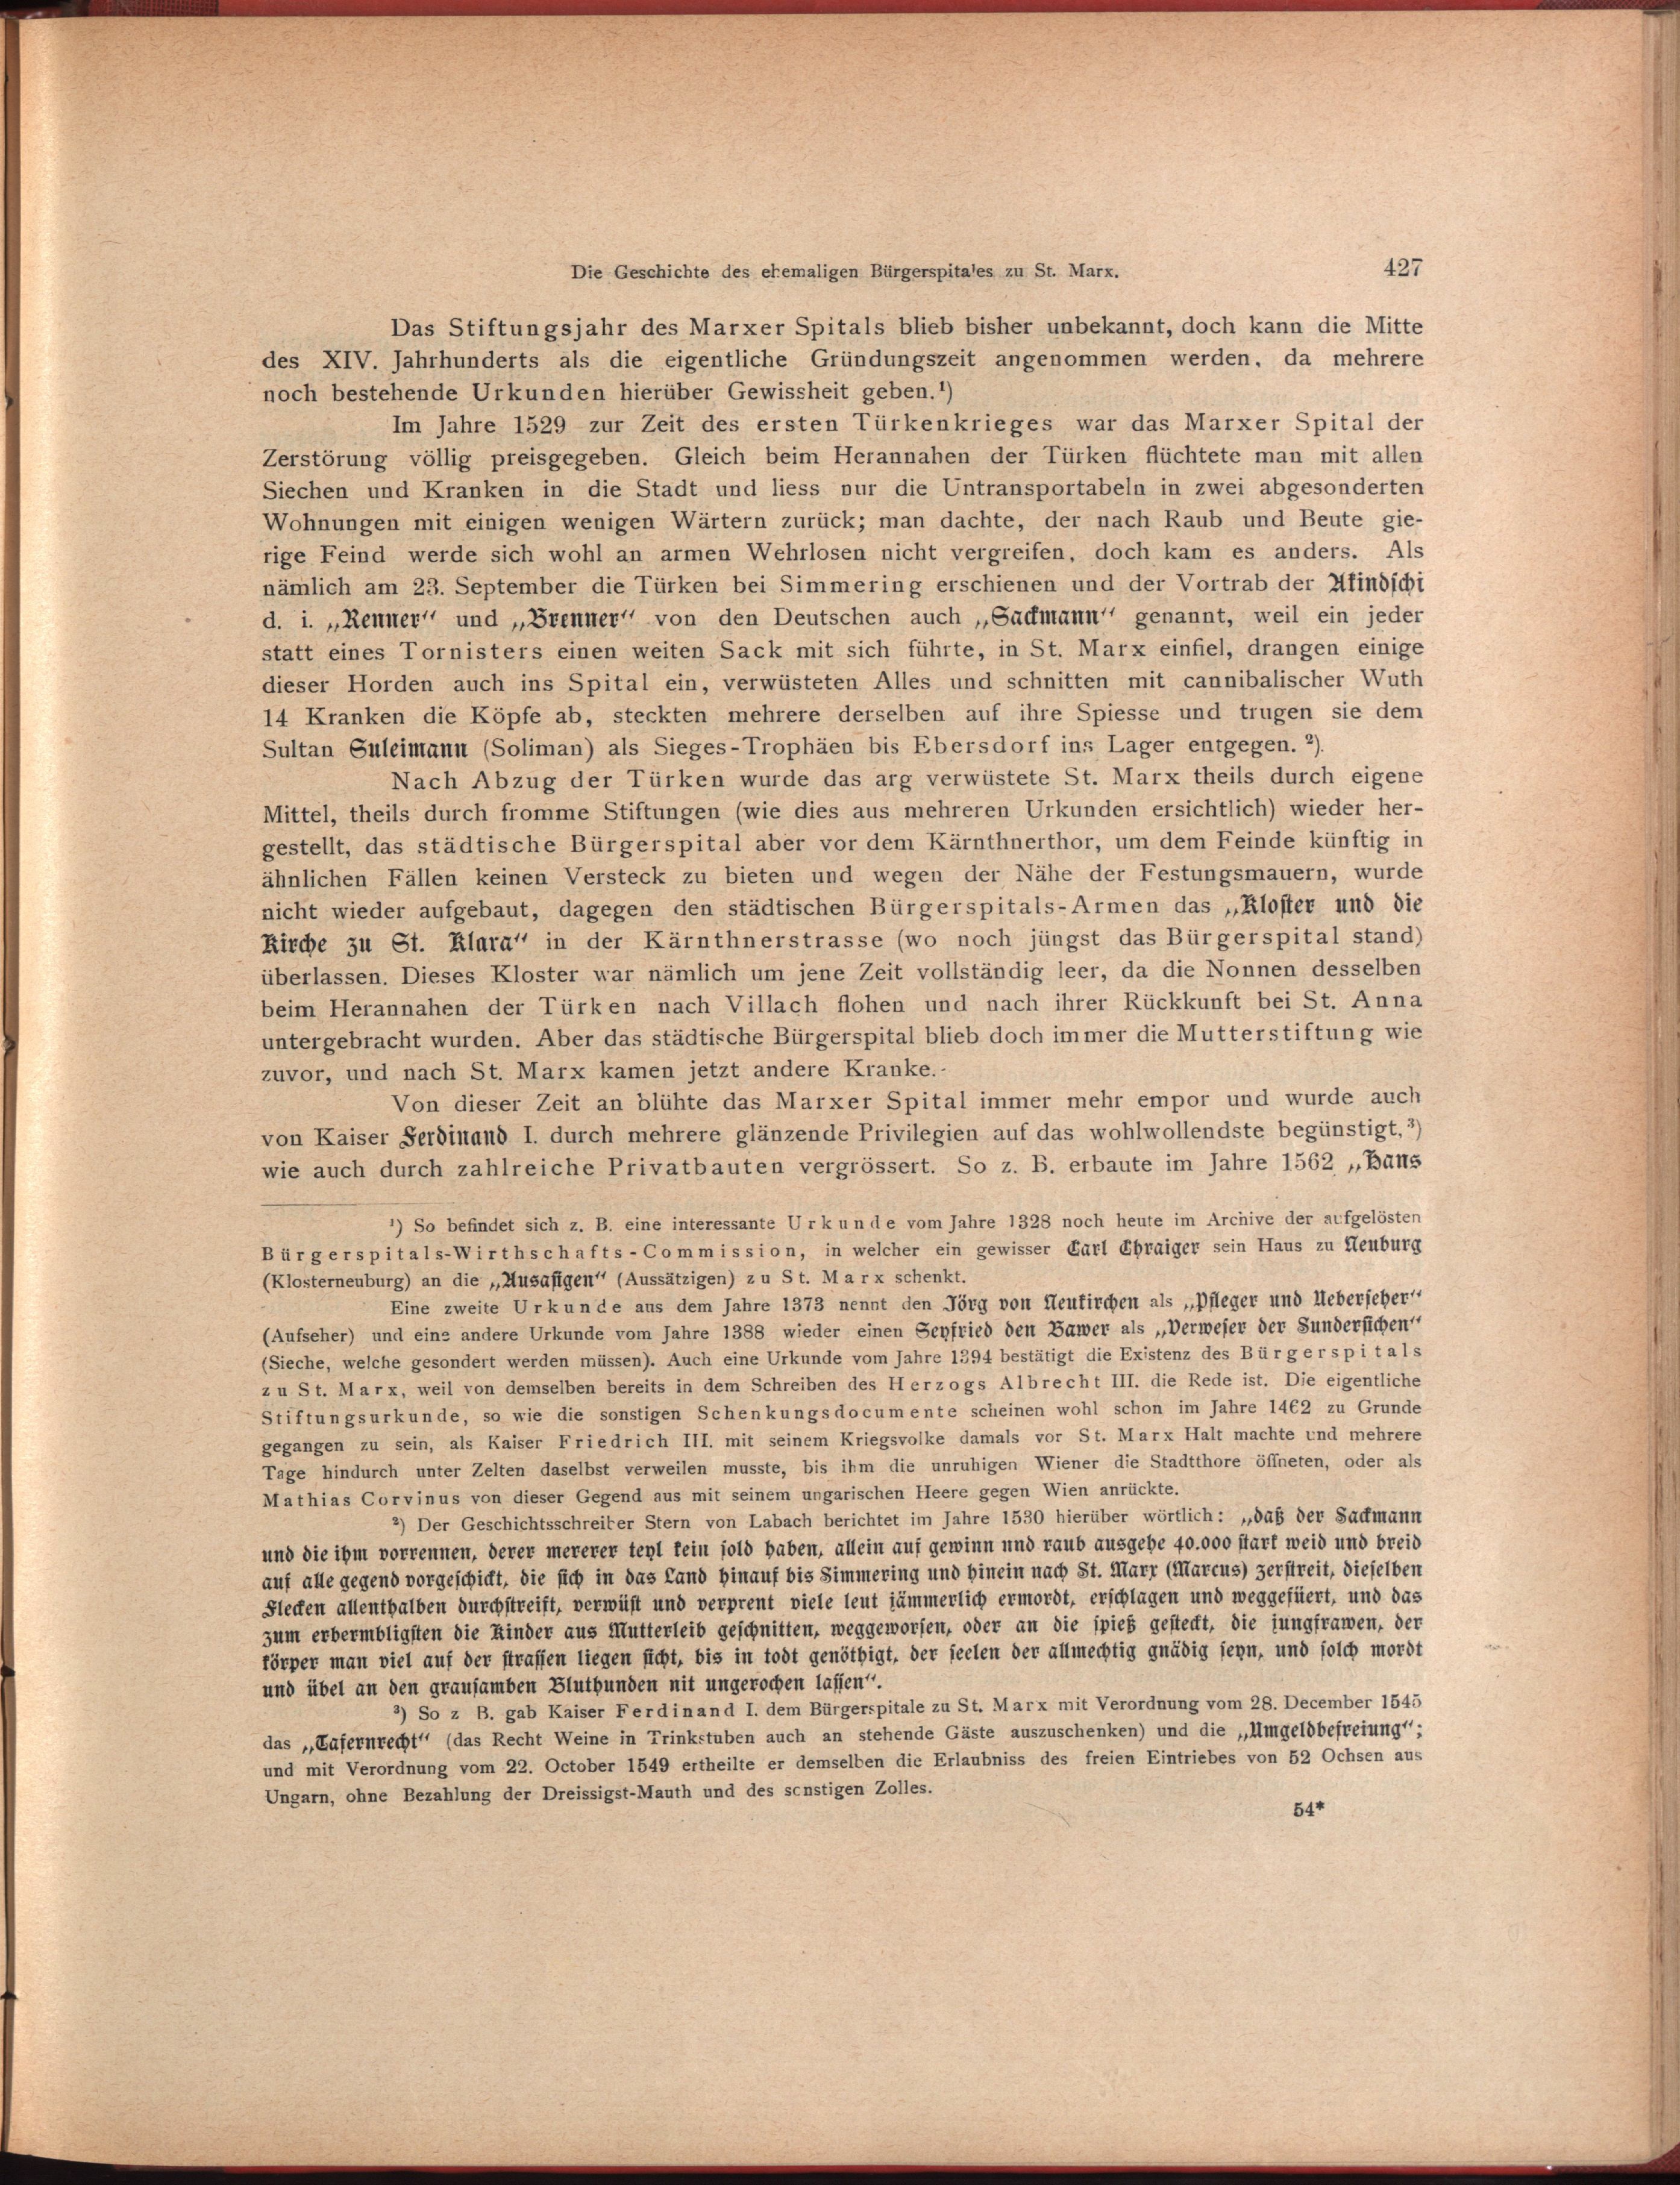 Die Geschichte des ehemaligen Bürgerspitales zu St. Marx. 427
Das Stiftungsjahr des Marxer Spitals blieb bisher unbekannt, doch kann die Mitte
des XIV. Jahrhunderts als die eigentliche Gründungszeit angenommen werden, da mehrere
noch bestehende Urkunden hierüber Gewissheit geben.¹)
Im Jahre 1529 zur Zeit des ersten Türkenkrieges war das Marxer Spital der
Zerstörung völlig preisgegeben. Gleich beim Herannahen der Türken flüchtete man mit allen
Siechen und Kranken in die Stadt und liess nur die Untransportabeln in zwei abgesonderten
Wohnungen mit einigen wenigen Wärtern zurück; man dachte, der nach Raub und Beute gie-
rige Feind werde sich wohl an armen Wehrlosen nicht vergreifen, doch kam es anders. Als
nämlich am 23. September die Türken bei Simmering erschienen und der Vortrab der Akindschi
d. i. „Renner“ und „Brenner“ von den Deutschen auch „Sackmann“ genannt, weil ein jeder
statt eines Tornisters einen weiten Sack mit sich führte, in St. Marx einfiel, drangen einige
dieser Horden auch ins Spital ein, verwüsteten Alles und schnitten mit cannibalischer Wuth
14 Kranken die Köpfe ab, steckten mehrere derselben auf ihre Spiesse und trugen sie dem
Sultan Suleimann (Soliman) als Sieges-Trophäen bis Ebersdorf ins Lager entgegen. ²).
Nach Abzug der Türken wurde das arg verwüstete St. Marx theils durch eigene
Mittel, theils durch fromme Stiftungen (wie dies aus mehreren Urkunden ersichtlich) wieder her-
gestellt, das städtische Bürgerspital aber vor dem Kärnthnerthor, um dem Feinde künftig in
ähnlichen Fällen keinen Versteck zu bieten und wegen der Nähe der Festungsmauern, wurde
nicht wieder aufgebaut, dagegen den städtischen Bürgerspitals-Armen das „Kloster und die
Kirche zu St. Klara“ in der Kärnthnerstrasse (wo noch jüngst das Bürgerspital stand)
überlassen. Dieses Kloster war nämlich um jene Zeit vollständig leer, da die Nonnen desselben
beim Herannahen der Türken nach Villach flohen und nach ihrer Rückkunft bei St. Anna
untergebracht wurden. Aber das städtische Bürgerspital blieb doch immer die Mutterstiftung wie
zuvor, und nach St. Marx kamen jetzt andere Kranke.
Von dieser Zeit an blühte das Marxer Spital immer mehr empor und wurde auch
von Kaiser Ferdinand I. durch mehrere glänzende Privilegien auf das wohlwollendste begünstigt,³)
wie auch durch zahlreiche Privatbauten vergrössert. So z. B. erbaute im Jahre 1562 „Hans
¹) So befindet sich z. B. eine interessante Urkunde vom Jahre 1328 noch heute im Archive der aufgelösten
Bürgerspitals-Wirthschafts-Commission, in welcher ein gewisser Carl Chraiger sein Haus zu Neuburg
(Klosterneuburg) an die „Ausasigen“ (Aussätzigen) zu St. Marx schenkt.
Eine zweite Urkunde aus dem Jahre 1373 nennt den Jörg von Neukirchen als „Pfleger und Ueberseher“
(Aufseher) und eine andere Urkunde vom Jahre 1388 wieder einen Seyfried den Bawer als „Verweser der Sundersichen“
(Sieche, welche gesondert werden müssen). Auch eine Urkunde vom Jahre 1394 bestätigt die Existenz des Bürgerspitals
zu St. Marx, weil von demselben bereits in dem Schreiben des Herzogs Albrecht III. die Rede ist. Die eigentliche
Stiftungsurkunde, so wie die sonstigen Schenkungsdocumente scheinen wohl schon im Jahre 1462 zu Grunde
gegangen zu sein, als Kaiser Friedrich III. mit seinem Kriegsvolke damals vor St. Marx Halt machte und mehrere
Tage hindurch unter Zelten daselbst verweilen musste, bis ihm die unruhigen Wiener die Stadtthore öffneten, oder als
Mathias Corvinus von dieser Gegend aus mit seinem ungarischen Heere gegen Wien anrückte.
²) Der Geschichtsschreiber Stern von Labach berichtet im Jahre 1530 hierüber wörtlich: „daß der Sackmann
und die ihm vorrennen, derer mererer teyl kein sold haben, allein auf gewinn und raub ausgehe 40.000 stark weid und breid
auf alle gegend vorgeschickt, die sich in das Land hinauf bis Simmering und hinein nach St. Marx (Marcus) zerstreit, dieselben
Flecken allenthalben durchstreift, verwüst und verprent viele leut jämmerlich ermordt, erschlagen und weggefüert, und das
zum erbermbligsten die Kinder aus Mutterleib geschnitten, weggeworfen, oder an die spieß gesteckt, die jungfrawen, der
körper man viel auf der strassen liegen sicht, bis in todt genöthigt, der seelen der allmechtig gnädig seyn, und solch mordt
und übel an den grausamben Bluthunden nit ungerochen lassen“.
³) So z B. gab Kaiser Ferdinand I. dem Bürgerspitale zu St. Marx mit Verordnung vom 28. December 1545
das „Tafernrecht“ (das Recht Weine in Trinkstuben auch an stehende Gäste auszuschenken) und die „Umgeldbefreiung“;
und mit Verordnung vom 22. October 1549 ertheilte er demselben die Erlaubniss des freien Eintriebes von 52 Ochsen aus
Ungarn, ohne Bezahlung der Dreissigst-Mauth und des sonstigen Zolles.
54*